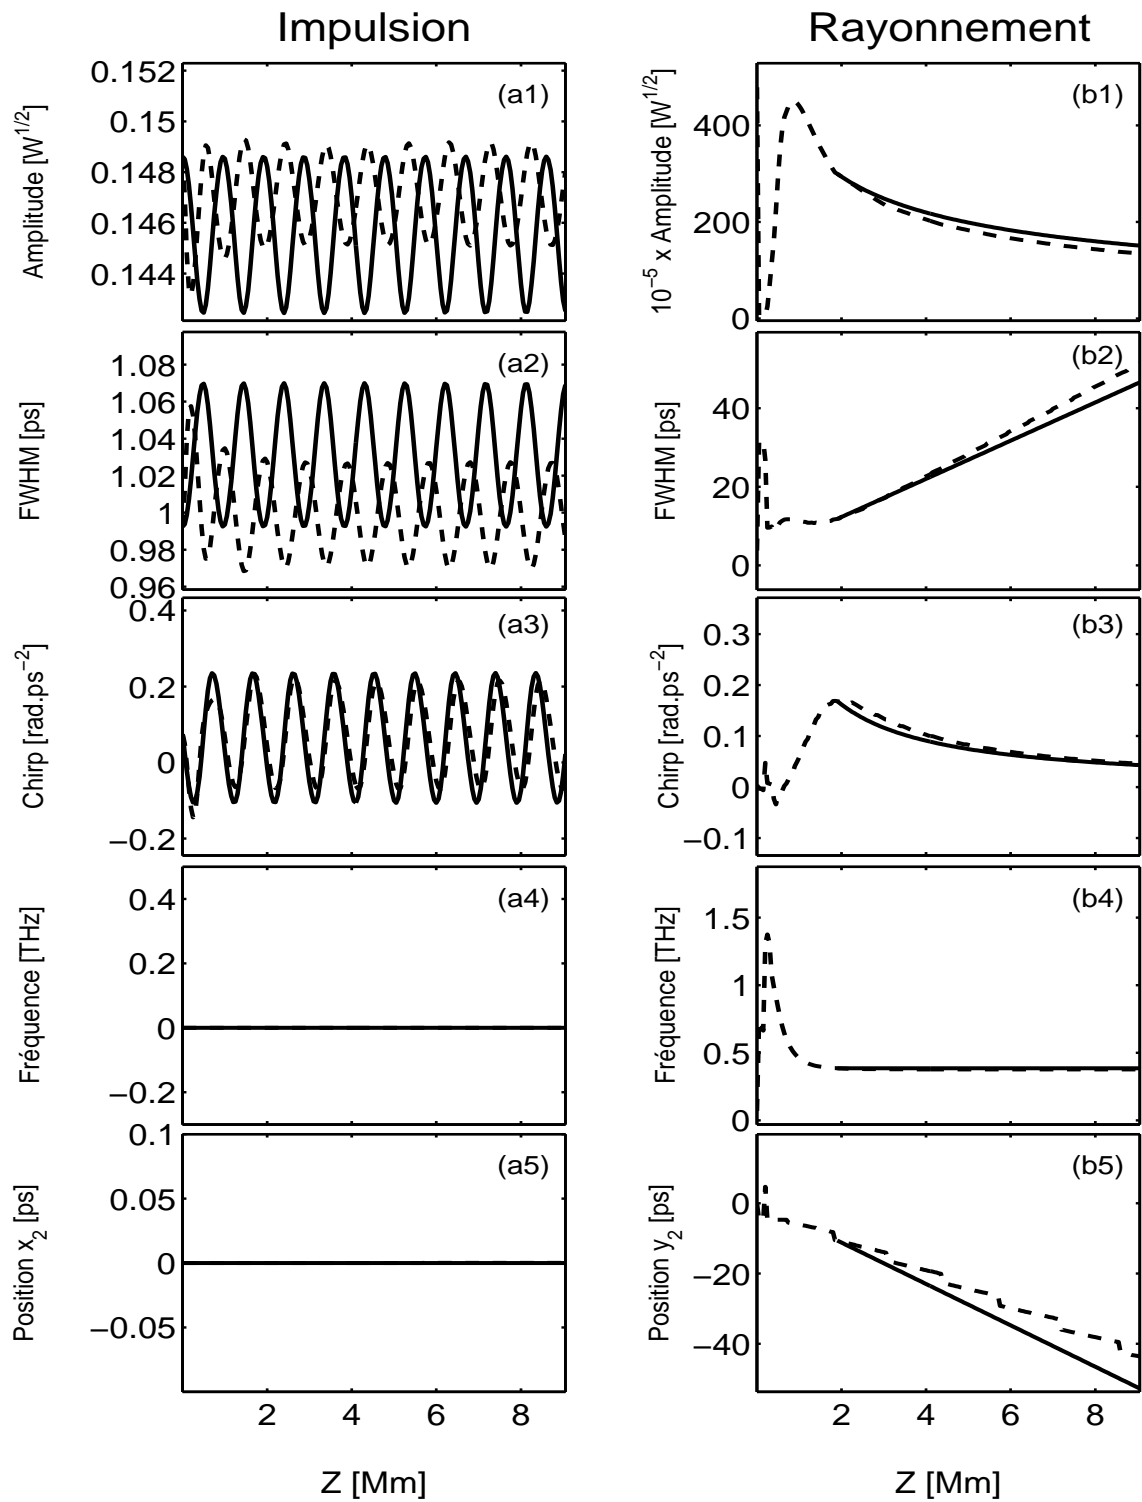 Impulsion
Rayonnement
(a1)
0.152
0.15
0.148
0.146
0.144
Amplitude [W^{1/2}]
(b1)
400
200
0
10^{−5} x Amplitude [W^{1/2}]
(a2)
1.08
1.06
1.04
1.02
1
0.98
0.96
FWHM [ps]
(b2)
40
20
0
FWHM [ps]
(a3)
0.4
0.2
0
−0.2
Chirp [rad.ps^{−2}]
(b3)
0.3
0.2
0.1
0
−0.1
Chirp [rad.ps^{−2}]
(a4)
0.4
0.2
0
−0.2
Fréquence [THz]
(b4)
1.5
1
0.5
0
Fréquence [THz]
(a5)
0.1
0.05
0
−0.05
Position x_2 [ps]
(b5)
0
−20
−40
Position y_2 [ps]
2 4 6 8
2 4 6 8
Z [Mm]
Z [Mm]